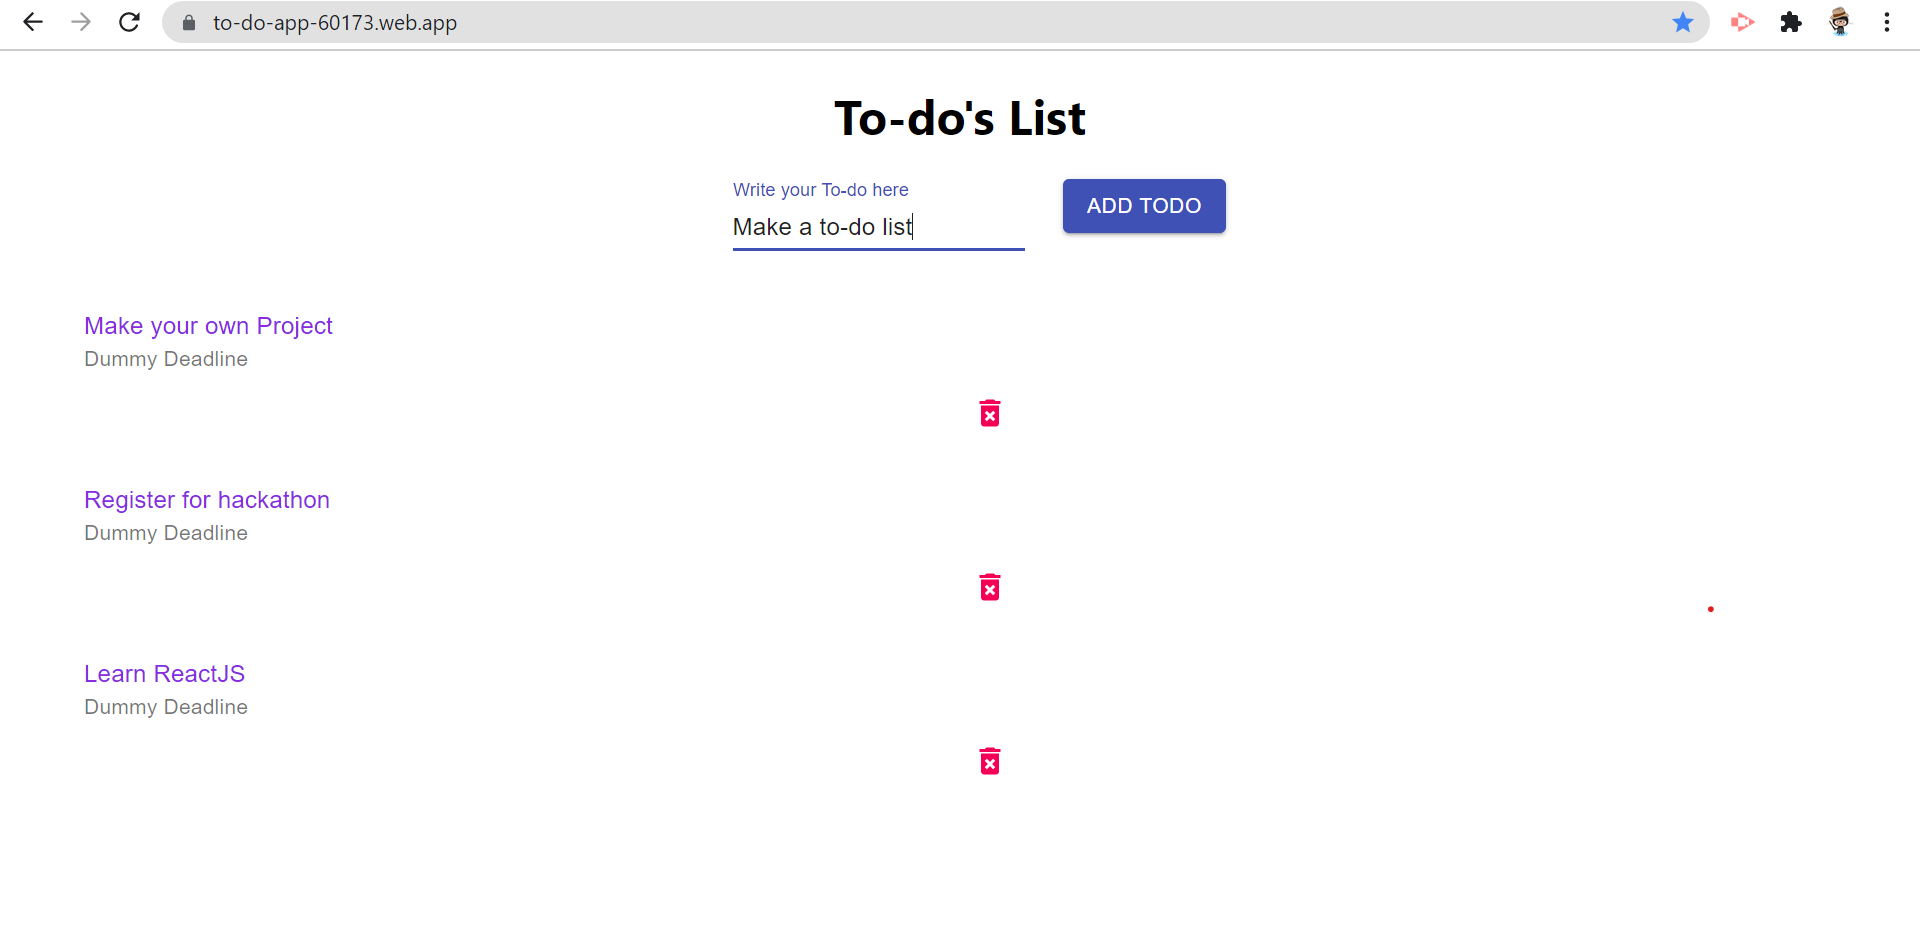 to-do-app-60173.web.app
To-do's List
Write your To-do here
Make a to-do list
ADD TODO
Make your own Project
Dummy Deadline
Register for hackathon
Dummy Deadline
Learn ReactJS
Dummy Deadline